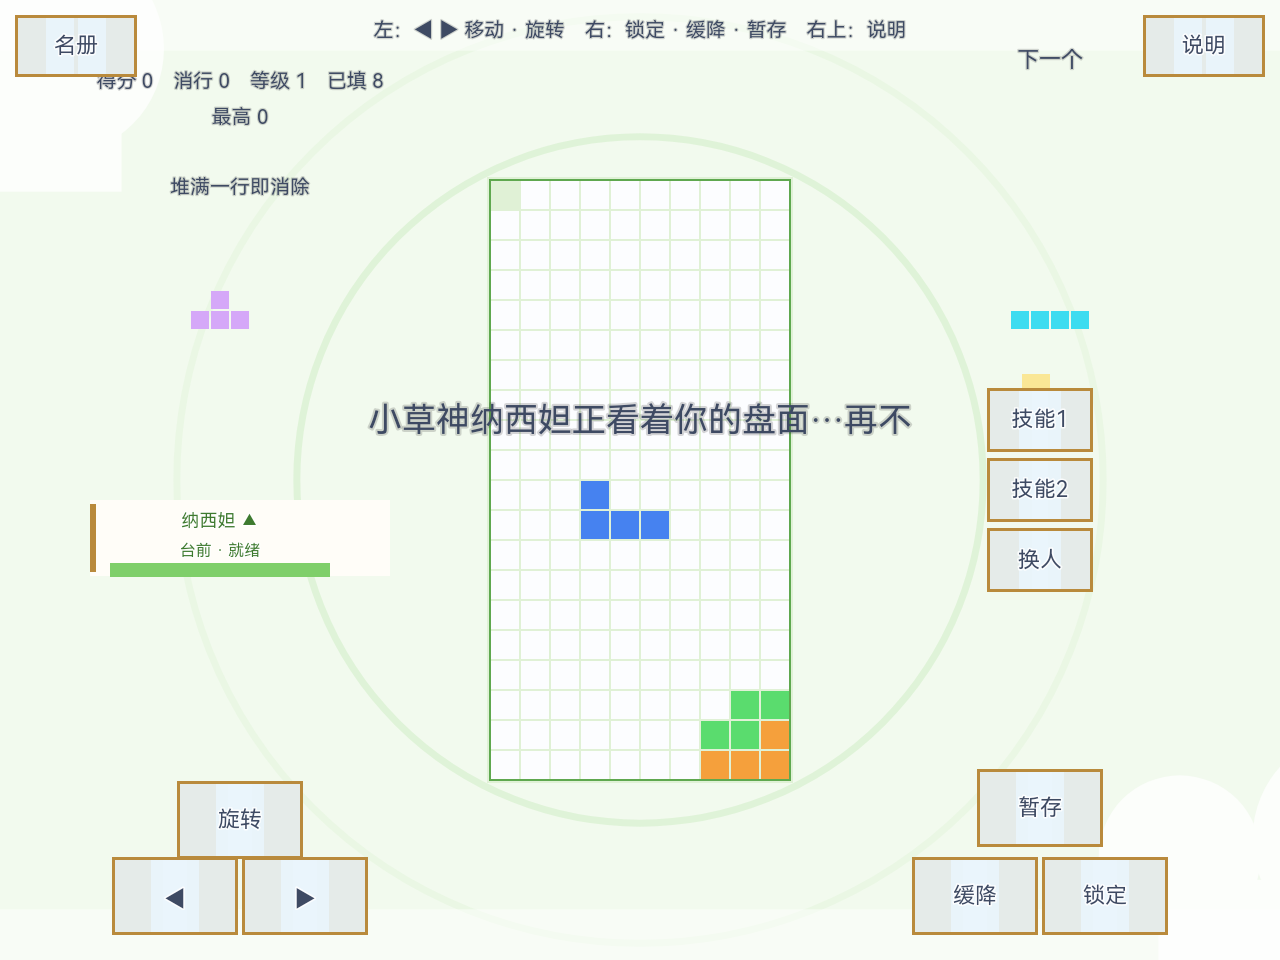 名册
左: ◀ ▶ 移动 · 旋转 右: 锁定 · 缓降 · 暂存 右上: 说明
说明
下一个
得分 0 消行 0 等级 1 已填 8
最高 0
堆满一行即消除
小草神纳西妲正看着你的盘面…再不
技能1
技能2
换人
纳西妲 ▲
台前 · 就绪
旋转
◀
▶
暂存
缓降
锁定